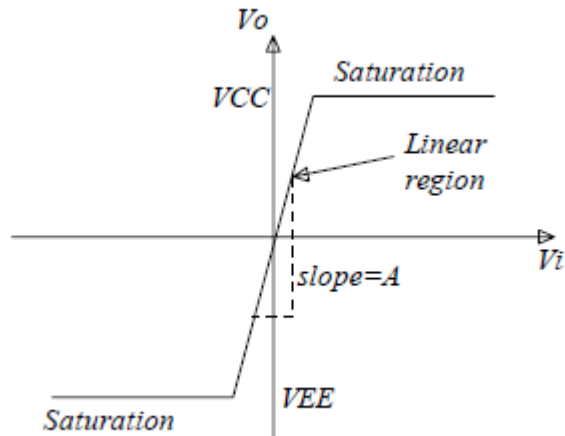 Vo
Saturation
VCC
Linear
region
Vi
slope=A
VEE
Saturation